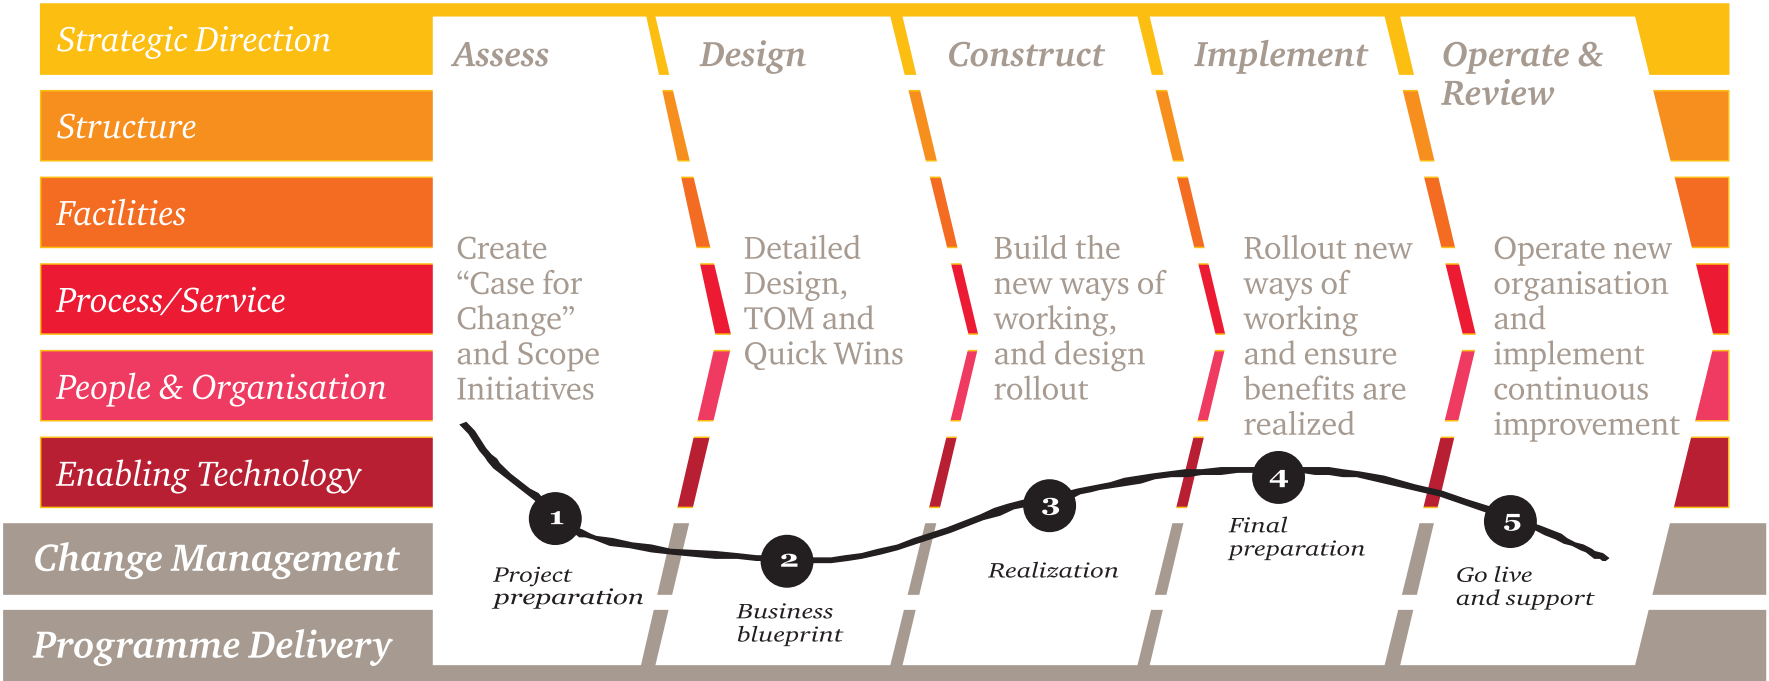 Strategic Direction
Structure
Facilities
Process/Service
People & Organisation
Enabling Technology
Change Management
Programme Delivery
Assess
Create
“Case for
Change”
and Scope
Initiatives
1
Project
preparation
Design
Detailed
Design,
TOM and
Quick Wins
2
Business
blueprint
Construct
Build the
new ways of
working,
and design
rollout
3
Realization
Implement
Rollout new
ways of
working
and ensure
benefits are
realized
4
Final
preparation
Operate &
Review
Operate new
organisation
and
implement
continuous
improvement
5
Go live
and support